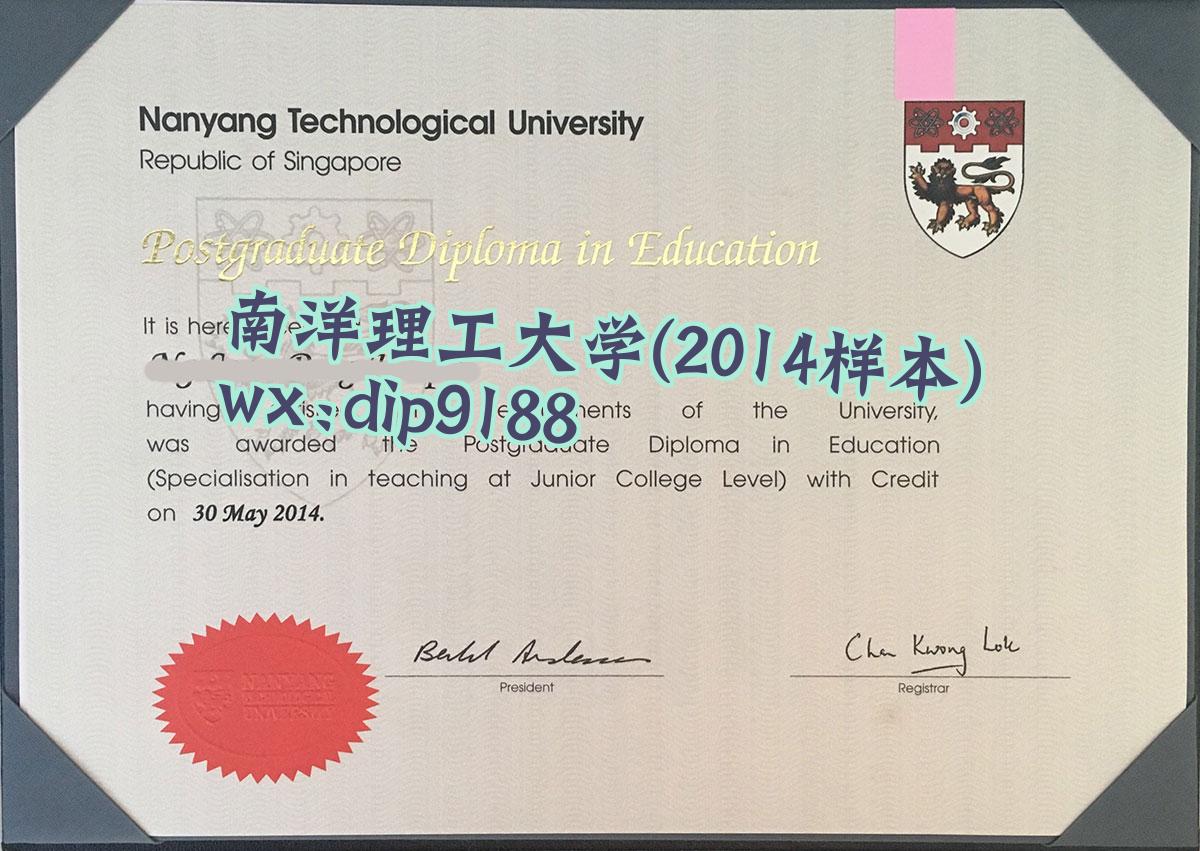 Nanyang Technological University
Republic of Singapore
Postgraduate Diploma in Education
It is here
南洋理工大学(2014样本)
wx:dip9188
having of the University,
was awarded the Postgraduate Diploma in Education
(Specialisation in teaching at Junior College Level) with Credit
on 30 May 2014.
NANYANG
UNIVERSITY
Chan Kwong Lok
President
Registrar